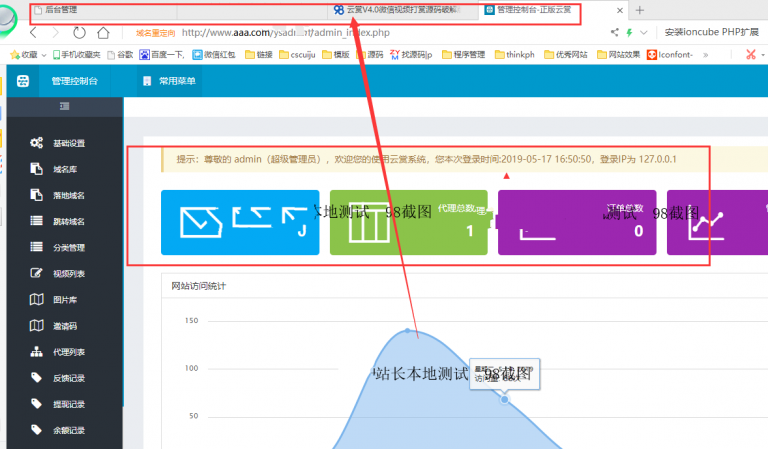 后台管理
98 云赏V4.0微信视频打赏源码破解
管理控制台-正版云赏
域名重定向 http://www.aaa.com/ysadi
tf/admin_index.php
安装ioncube PHP扩展
收藏 手机收藏夹 谷歌 百度一下, 微信红包 链接 cscuiju 模版 源码 找源码jp 程序管理 thinkph 优秀网站 网站效果 Iconfont-
管理控制台
常用菜单
基础设置
域名库
落地域名
跳转域名
分类管理
视频列表
图片库
邀请码
代理列表
反馈记录
提现记录
余额记录
提示：尊敬的 admin（超级管理员），欢迎您的使用云赏系统，您本次登录时间:2019-05-17 16:50:50，登录IP为 127.0.0.1
本地测试 98截图
代理总数
1
订单总数
0
测试 98截图
网站访问统计
150
100
50
站长本地测试 98截图
访问量